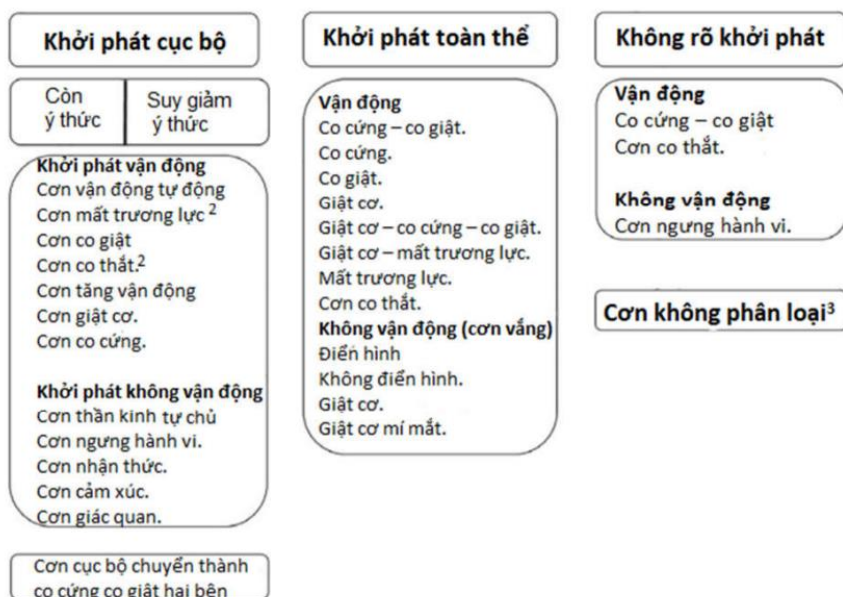 Khởi phát cục bộ
Còn
ý thức
Suy giảm
ý thức
Khởi phát vận động
Cơn vận động tự động
Cơn mất trương lực ²
Cơn co giật
Cơn co thắt.²
Cơn tăng vận động
Cơn giật cơ.
Cơn co cứng.
Khởi phát không vận động
Cơn thần kinh tự chủ
Cơn ngưng hành vi.
Cơn nhận thức.
Cơn cảm xúc.
Cơn giác quan.
Cơn cục bộ chuyển thành
co cứng co giật hai bên
Khởi phát toàn thể
Vận động
Co cứng – co giật.
Co cứng.
Co giật.
Giật cơ.
Giật cơ – co cứng – co giật.
Giật cơ – mất trương lực.
Mất trương lực.
Cơn co thắt.
Không vận động (cơn vắng)
Điển hình
Không điển hình.
Giật cơ.
Giật cơ mí mắt.
Không rõ khởi phát
Vận động
Co cứng – co giật
Cơn co thắt.
Không vận động
Cơn ngưng hành vi.
Cơn không phân loại³